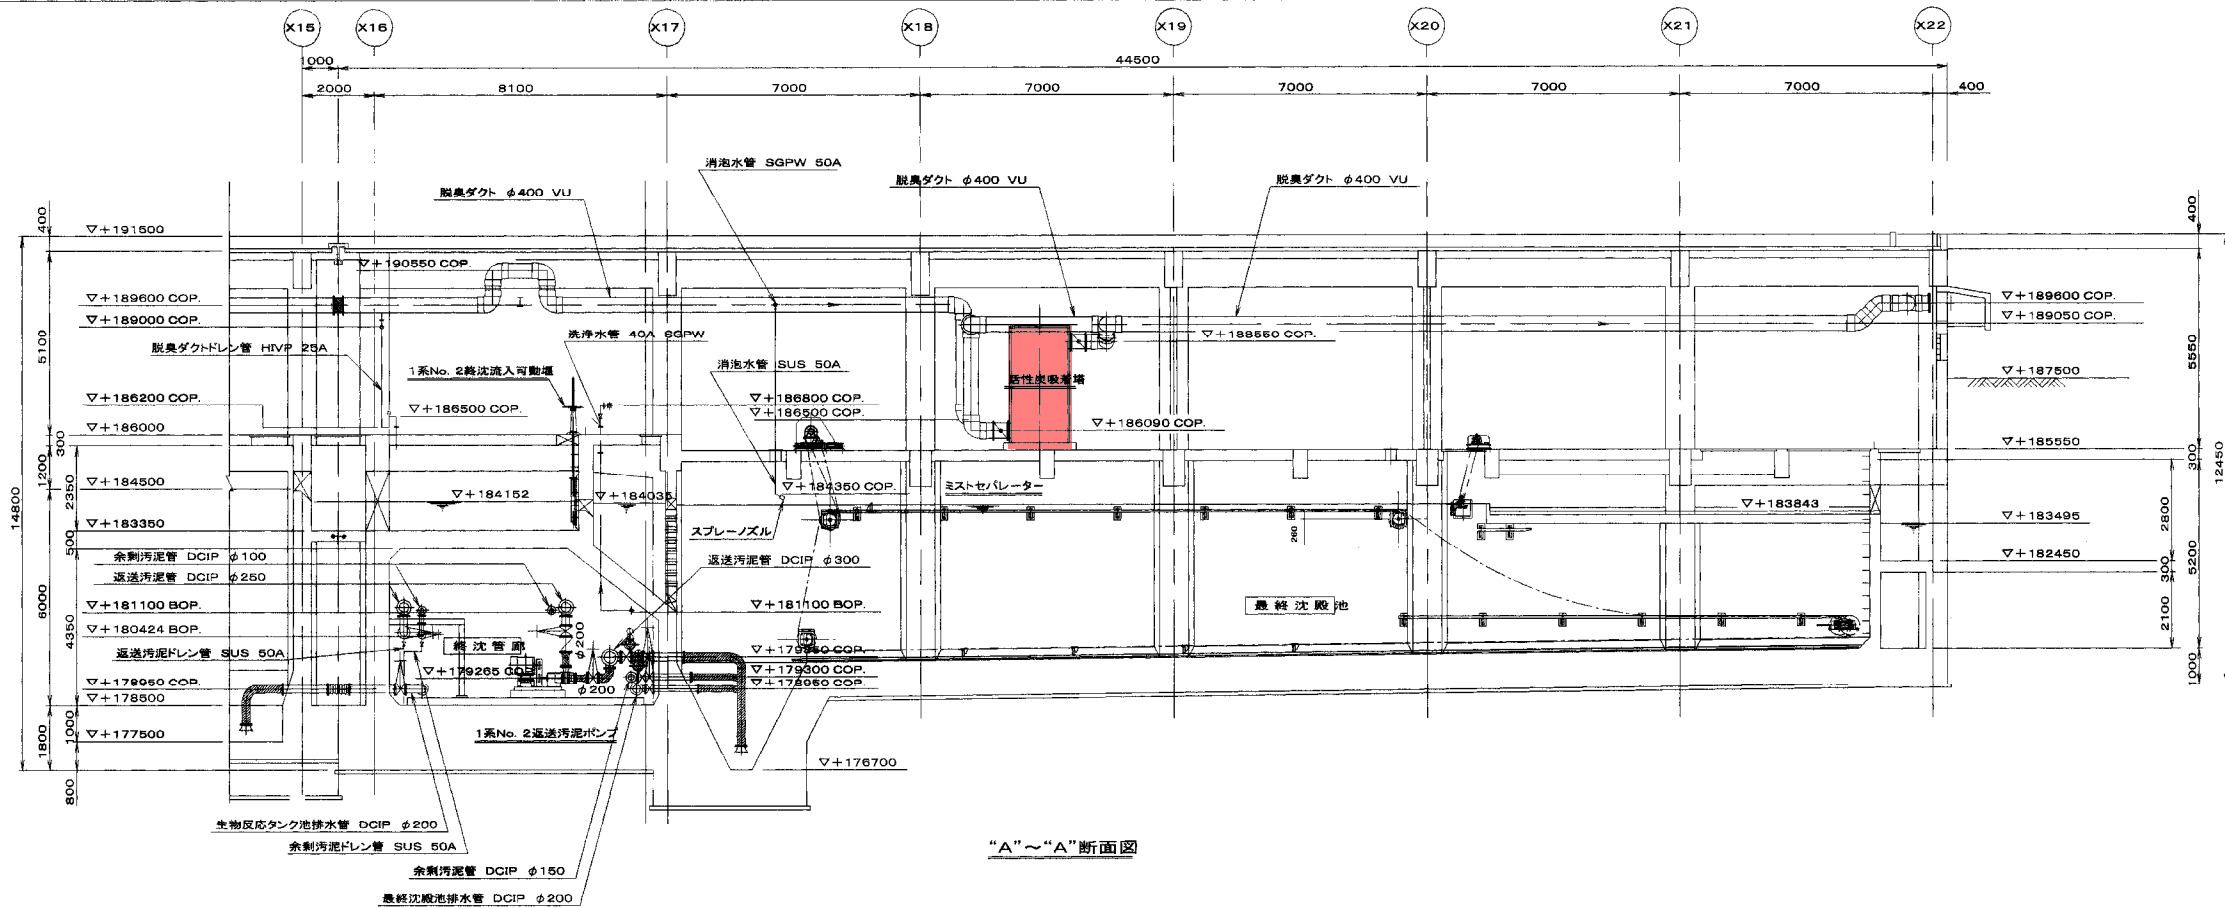 X15 X16 X17 X18 X19 X20 X21 X22
1000 44500
2000 8100 7000 7000 7000 7000 7000 400
消泡水管 SGPW 50A
脱臭ダクト φ400 VU
脱臭ダクト φ400 VU
脱臭ダクト φ400 VU
400
▽+191500
400
▽+190550 COP.
▽+189600 COP.
▽+189600 COP.
▽+189000 COP.
▽+189050 COP.
洗浄水管 40A SGPW
▽+188550 COP.
脱臭ダクトドレン管 HIVP 25A
5100
5550
1系No. 2終沈流入可動堰
消泡水管 SUS 50A
活性炭吸着塔
▽+187500
▽+186200 COP.
▽+186500 COP.
▽+186800 COP.
▽+186500 COP.
▽+186090 COP.
▽+186000
300
▽+185550
300
12450
1200
2350
14800
▽+184500
▽+184152
▽+184035
▽+184350 COP.
ミストセパレーター
▽+183843
▽+183495
2800
▽+183350
500
スプレーノズル
260
余剰汚泥管 DCIP φ100
返送汚泥管 DCIP φ300
▽+182450
300
5200
返送汚泥管 DCIP φ250
▽+181100 BOP.
▽+181100 BOP.
最終沈殿池
6000
4350
2100
▽+180424 BOP.
終沈管廊
φ200
返送汚泥ドレン管 SUS 50A
▽+179265 CO
▽+179300 COP.
φ200
1000
▽+178500
1系No. 2返送汚泥ポンプ
▽+177500
1000
1800
▽+176700
800
生物反応タンク池排水管 DCIP φ200
余剰汚泥ドレン管 SUS 50A
"A"～"A"断面図
余剰汚泥管 DCIP φ150
最終沈殿池排水管 DCIP φ200